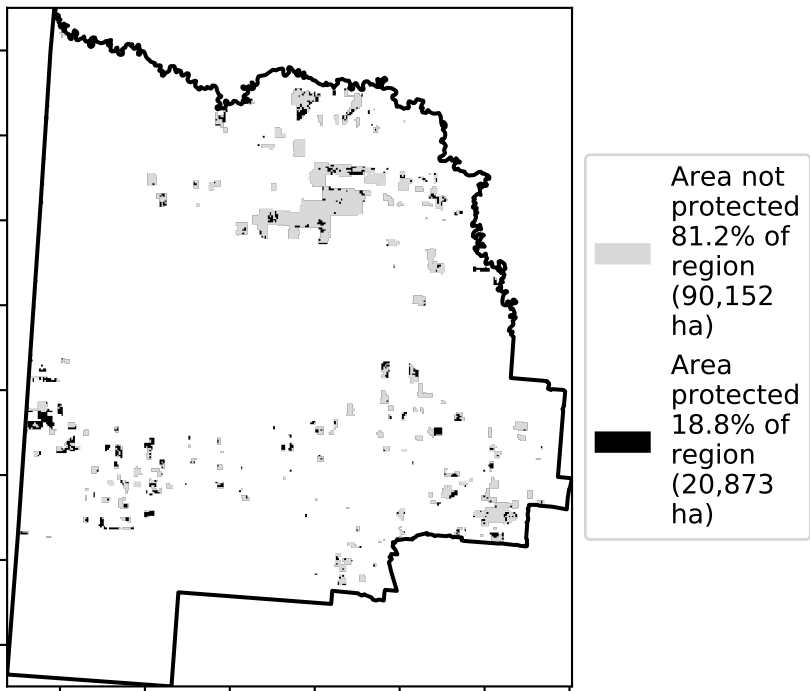 Area not
protected
81.2% of
region
(90,152
ha)
Area
protected
18.8% of
region
(20,873
ha)